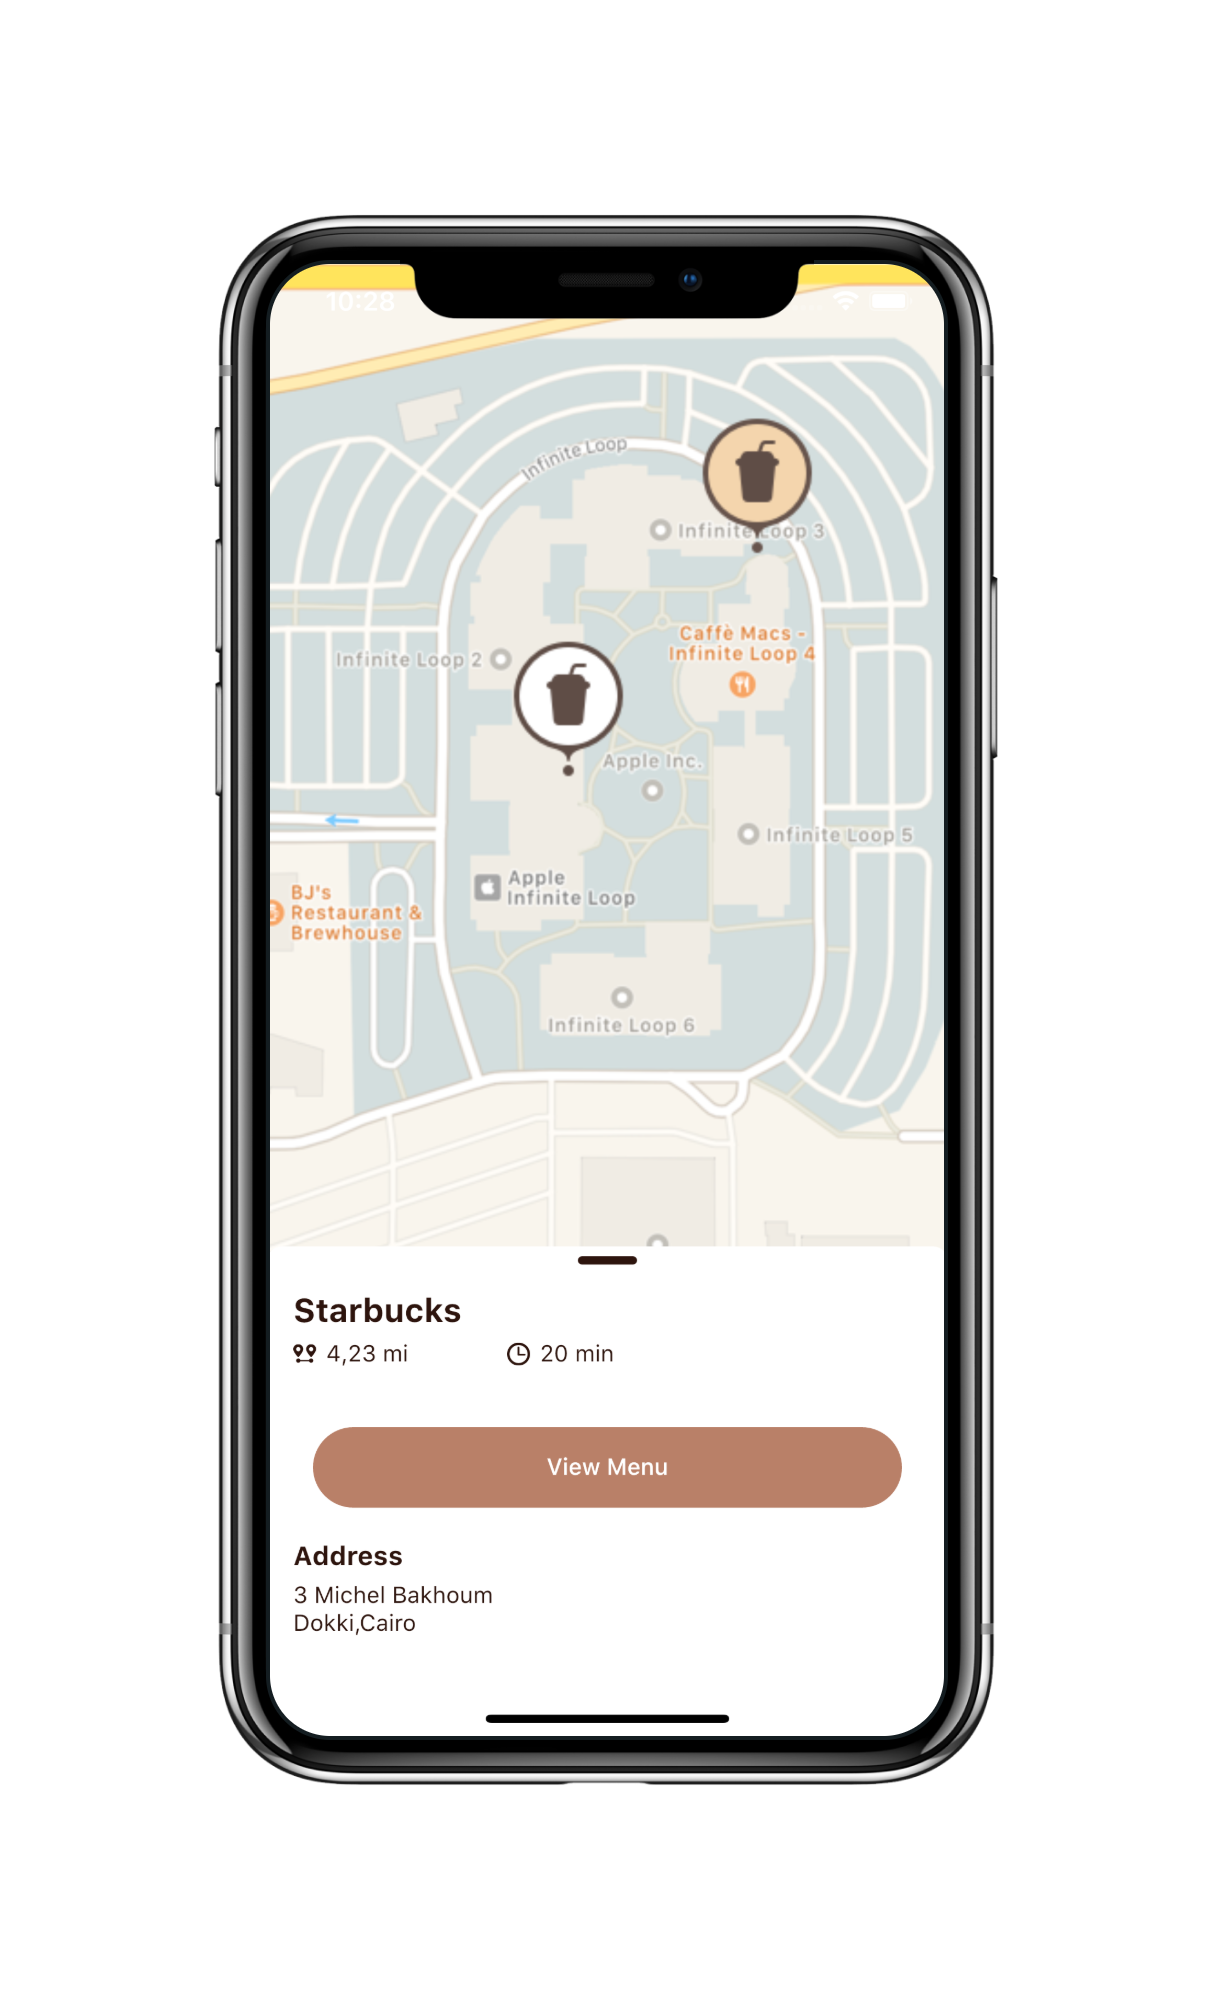 10:28
Infinite Loop
Infinite Loop 3
Caffè Macs -
Infinite Loop 4
Infinite Loop 2
Apple Inc.
Infinite Loop 5
Apple
Infinite Loop
BJ's
Restaurant &
Brewhouse
Infinite Loop 6
Starbucks
4,23 mi
20 min
View Menu
Address
3 Michel Bakhoum
Dokki,Cairo